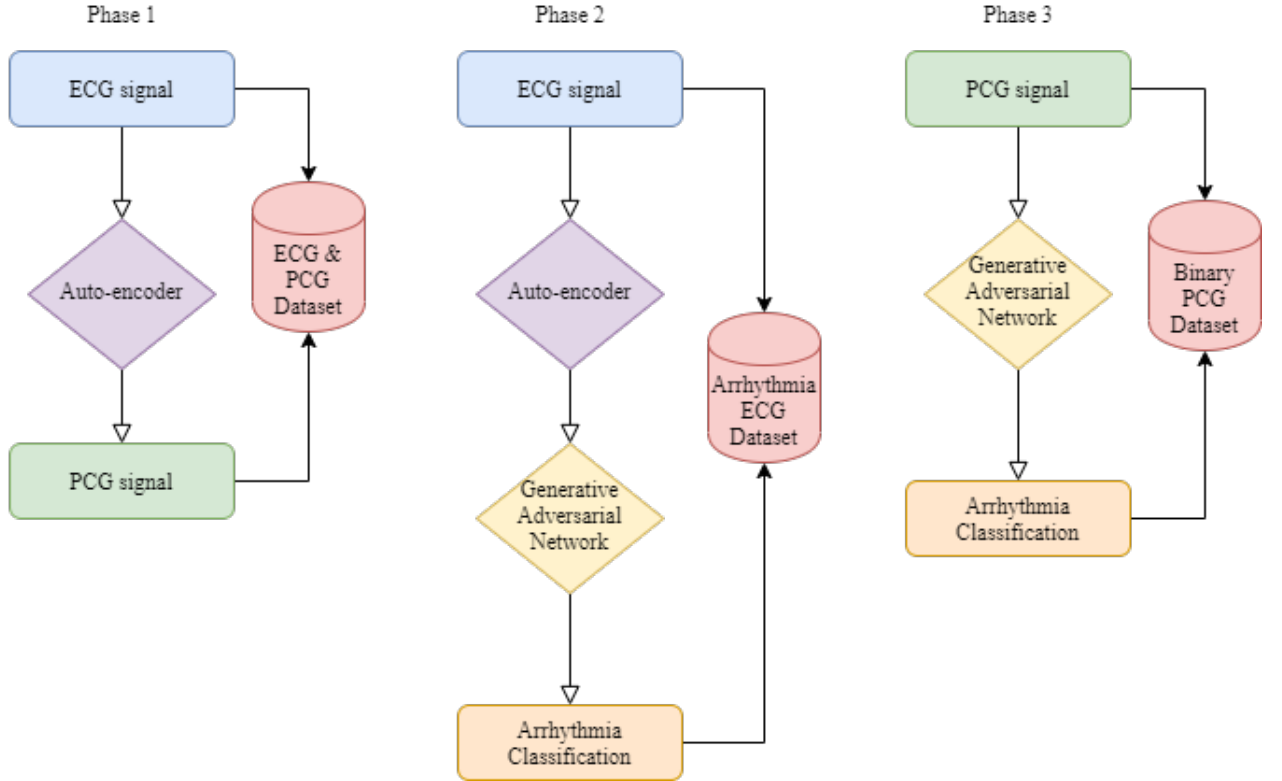 Phase 1
ECG signal
Auto-encoder
ECG &
PCG
Dataset
PCG signal
Phase 2
ECG signal
Auto-encoder
Arrhythmia
ECG
Dataset
Generative
Adversarial
Network
Arrhythmia
Classification
Phase 3
PCG signal
Generative
Adversarial
Network
Binary
PCG
Dataset
Arrhythmia
Classification